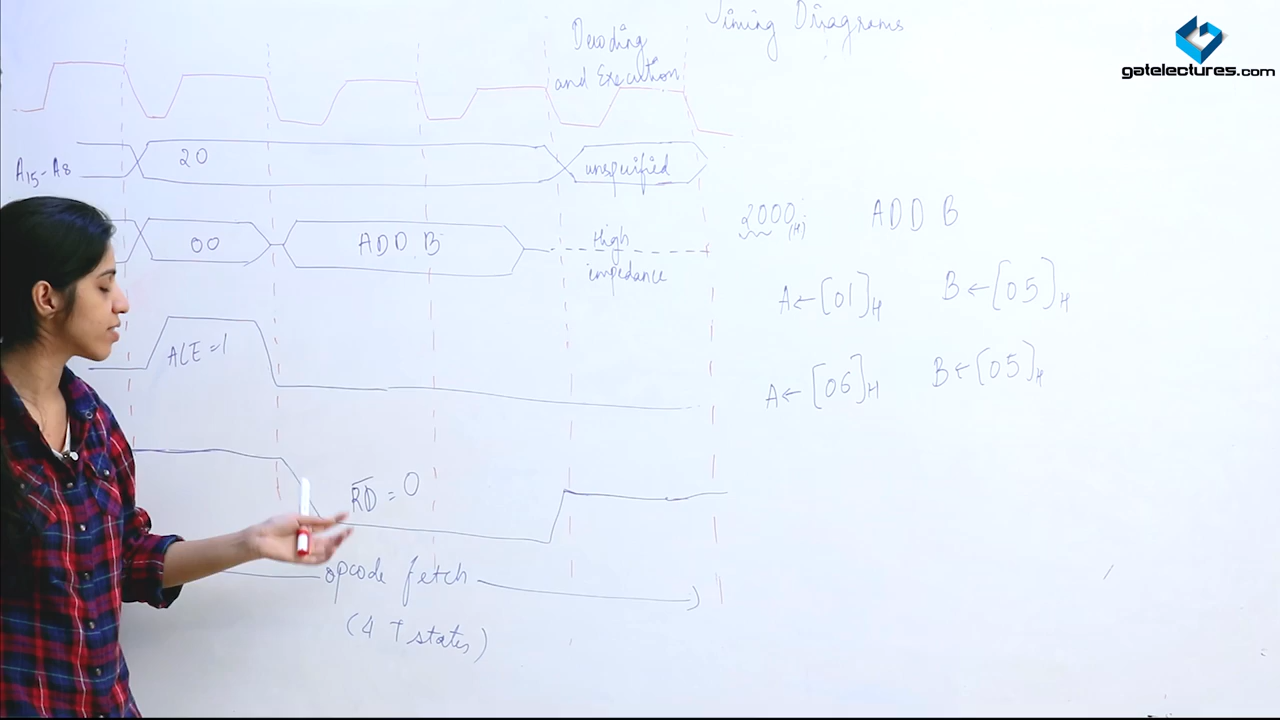 Timing Diagrams
Decoding
and Execution
gatelectures.com
A15-A8
20
unspecified
00
ADD B
High
impedance
2000(H)
ADD B
A←[01]H
B←[05]H
ALE=1
A←[06]H
B←[05]H
R̅D̅ = 0
opcode fetch
(4 T states)